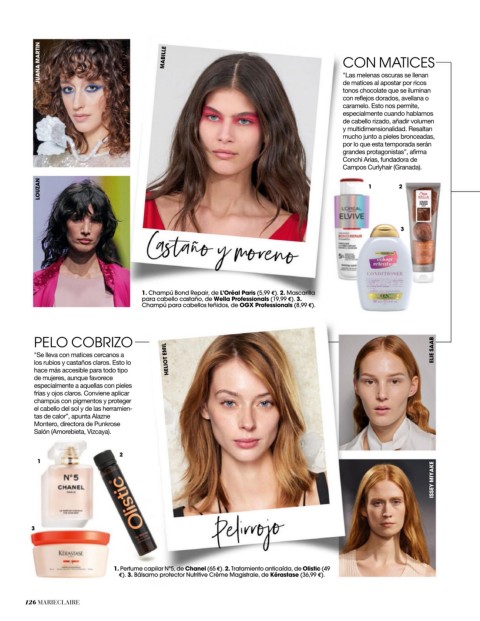 JUANA MARTIN
MABILLE
LOUZAN
CON MATICES
"Las melenas oscuras se llenan
de matices al apostar por ricos
tonos chocolate que se iluminan
con reflejos dorados, avellana o
caramelo. Esto nos permite,
especialmente cuando hablamos
de cabello rizado, añadir volumen
y multidimensionalidad. Resaltan
mucho junto a pieles bronceadas,
por lo que esta temporada serán
grandes protagonistas", afirma
Conchi Arias, fundadora de
Campos Curlyhair (Granada).
1
2
3
ELVIVE
CONDITIONER
Castaño y moreno
1. Champú Bond Repair, de L'Oréal Paris (5,99 €). 2. Mascarilla
para cabello castaño, de Wella Professionals (19,99 €). 3.
Champú para cabellos teñidos, de OGX Professionals (8,99 €).
PELO COBRIZO
"Se lleva con matices cercanos a
los rubios y castaños claros. Esto lo
hace más accesible para todo tipo
de mujeres, aunque favorece
especialmente a aquellas con pieles
frías y ojos claros. Conviene aplicar
champús con pigmentos y proteger
el cabello del sol y de las herramien-
tas de calor", apunta Alazne
Montero, directora de Punkrose
Salón (Amorebieta, Vizcaya).
HELIOT EMIL
ELIE SAAB
ISSEY MIYAKE
1
2
3
N°5
CHANEL
PARIS
Olistic
KÉRASTASE
Pelirrojo
1. Perfume capilar Nº5, de Chanel (65 €). 2. Tratamiento anticaída, de Olistic (49
€). 3. Bálsamo protector Nutritive Crème Magistrale, de Kérastase (36,99 €).
126 MARIECLAIRE